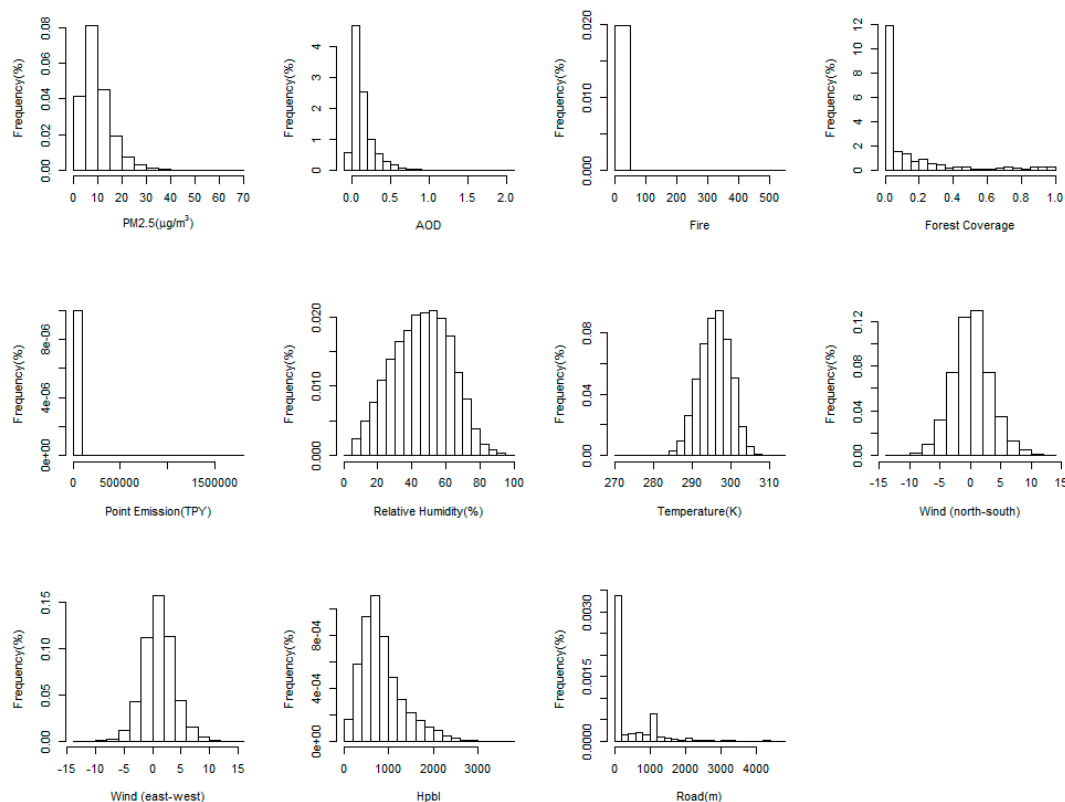 Frequency(%)
0.00 0.02 0.04 0.06 0.08
0 10 20 30 40 50 60 70
PM2.5(µg/m³)
Frequency(%)
0 1 2 3 4
0.0 0.5 1.0 1.5 2.0
AOD
Frequency(%)
0.000 0.010 0.020
0 100 200 300 400 500
Fire
Frequency(%)
0 2 4 6 8 10 12
0.0 0.2 0.4 0.6 0.8 1.0
Forest Coverage
Frequency(%)
0e+00 4e-06 8e-06
0 500000 1500000
Point Emission(TPY)
Frequency(%)
0.000 0.010 0.020
0 20 40 60 80 100
Relative Humidity(%)
Frequency(%)
0.00 0.04 0.08
270 280 290 300 310
Temperature(K)
Frequency(%)
0.00 0.04 0.08 0.12
-15 -10 -5 0 5 10 15
Wind (north-south)
Frequency(%)
0.00 0.05 0.10 0.15
-15 -10 -5 0 5 10 15
Wind (east-west)
Frequency(%)
0e+00 4e-04 8e-04
0 1000 2000 3000
Hpbl
Frequency(%)
0.0000 0.0015 0.0030
0 1000 2000 3000 4000
Road(m)